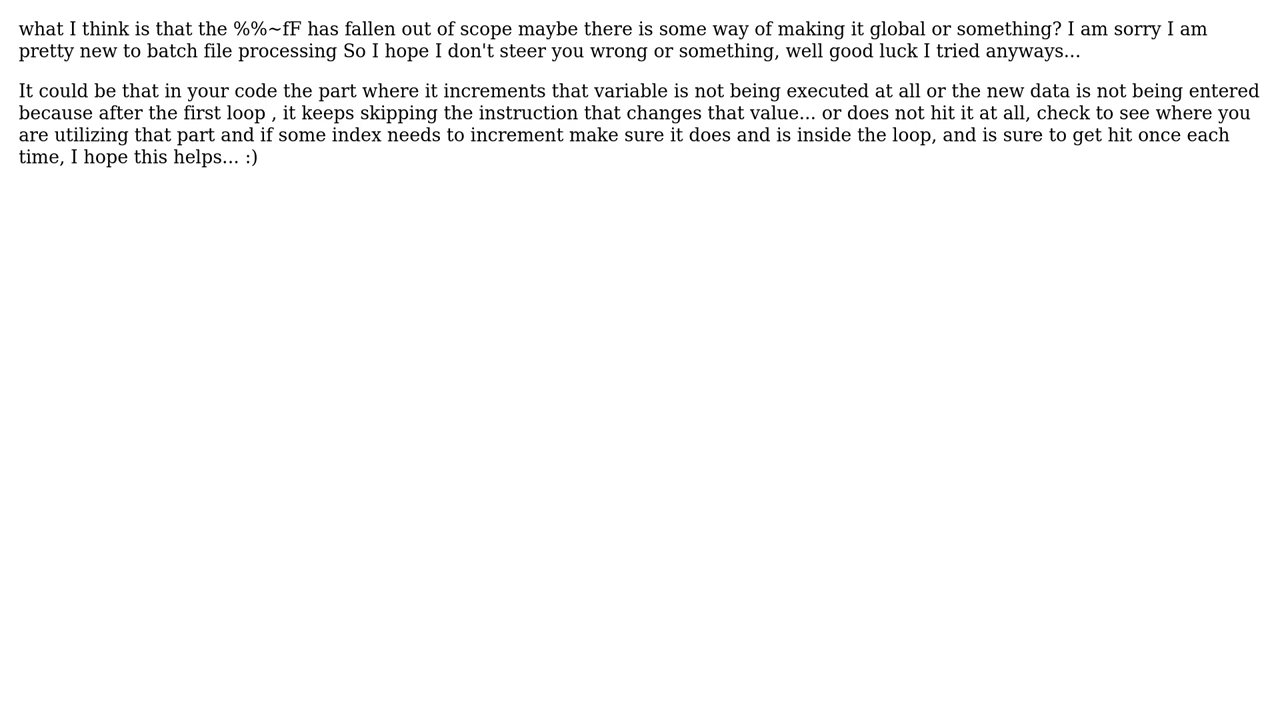 what I think is that the %%~fF has fallen out of scope maybe there is some way of making it global or something? I am sorry I am
pretty new to batch file processing So I hope I don't steer you wrong or something, well good luck I tried anyways...
It could be that in your code the part where it increments that variable is not being executed at all or the new data is not being entered
because after the first loop , it keeps skipping the instruction that changes that value... or does not hit it at all, check to see where you
are utilizing that part and if some index needs to increment make sure it does and is inside the loop, and is sure to get hit once each
time, I hope this helps... :)